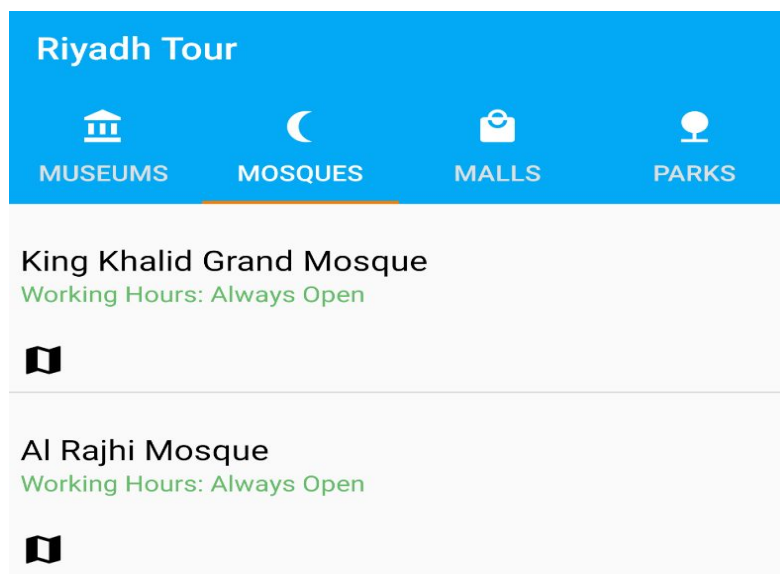 Riyadh Tour
MUSEUMS MOSQUES MALLS PARKS
King Khalid Grand Mosque
Working Hours: Always Open
Al Rajhi Mosque
Working Hours: Always Open